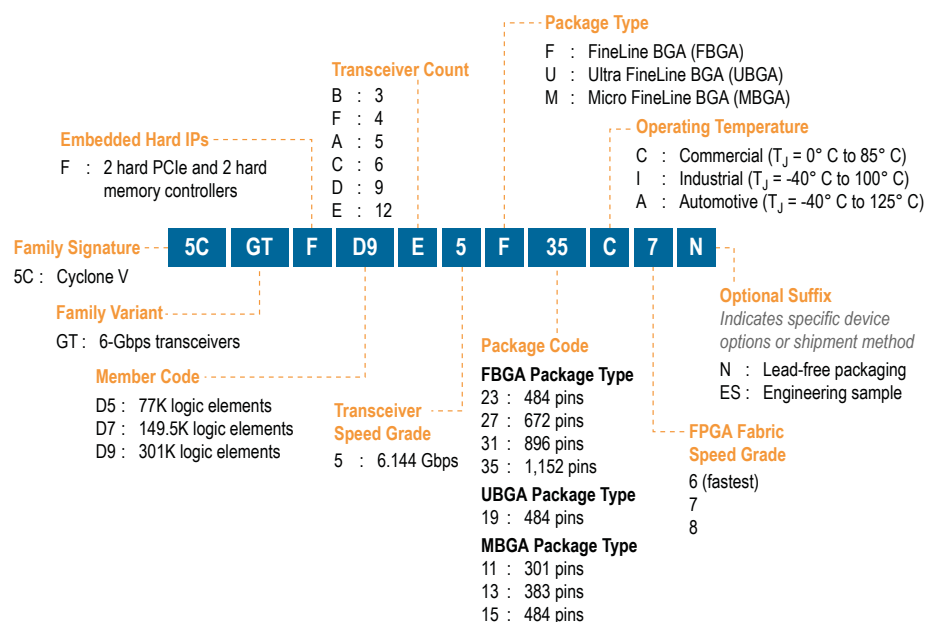 Package Type
F : FineLine BGA (FBGA)
U : Ultra FineLine BGA (UBGA)
M : Micro FineLine BGA (MBGA)
Transceiver Count
B : 3
F : 4
A : 5
C : 6
D : 9
E : 12
Embedded Hard IPs
F : 2 hard PCIe and 2 hard
memory controllers
Operating Temperature
C : Commercial (TJ = 0° C to 85° C)
I : Industrial (TJ = -40° C to 100° C)
A : Automotive (TJ = -40° C to 125° C)
Family Signature
5C : Cyclone V
5C GT F D9 E 5 F 35 C 7 N
Family Variant
GT : 6-Gbps transceivers
Member Code
D5 : 77K logic elements
D7 : 149.5K logic elements
D9 : 301K logic elements
Transceiver
Speed Grade
5 : 6.144 Gbps
Package Code
FBGA Package Type
23 : 484 pins
27 : 672 pins
31 : 896 pins
35 : 1,152 pins
UBGA Package Type
19 : 484 pins
MBGA Package Type
11 : 301 pins
13 : 383 pins
15 : 484 pins
FPGA Fabric
Speed Grade
6 (fastest)
7
8
Optional Suffix
Indicates specific device
options or shipment method
N : Lead-free packaging
ES : Engineering sample